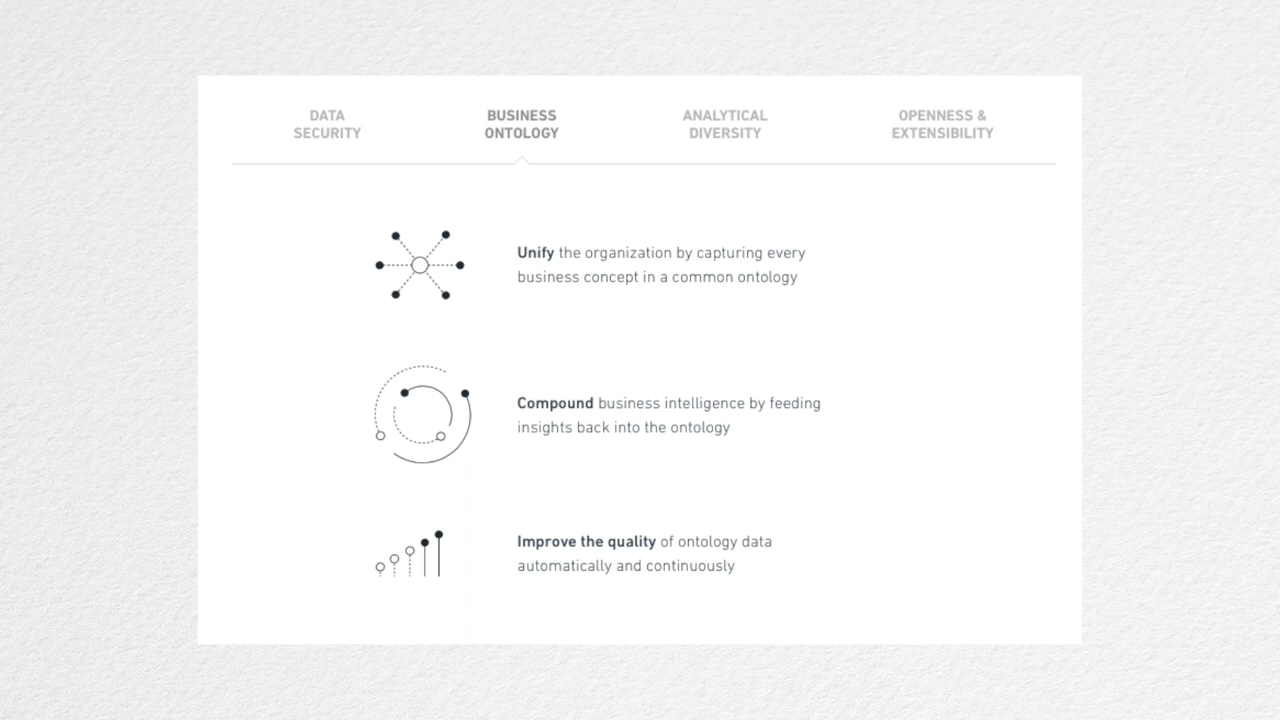 DATA
SECURITY
BUSINESS
ONTOLOGY
ANALYTICAL
DIVERSITY
OPENNESS &
EXTENSIBILITY
Unify the organization by capturing every
business concept in a common ontology
Compound business intelligence by feeding
insights back into the ontology
Improve the quality of ontology data
automatically and continuously